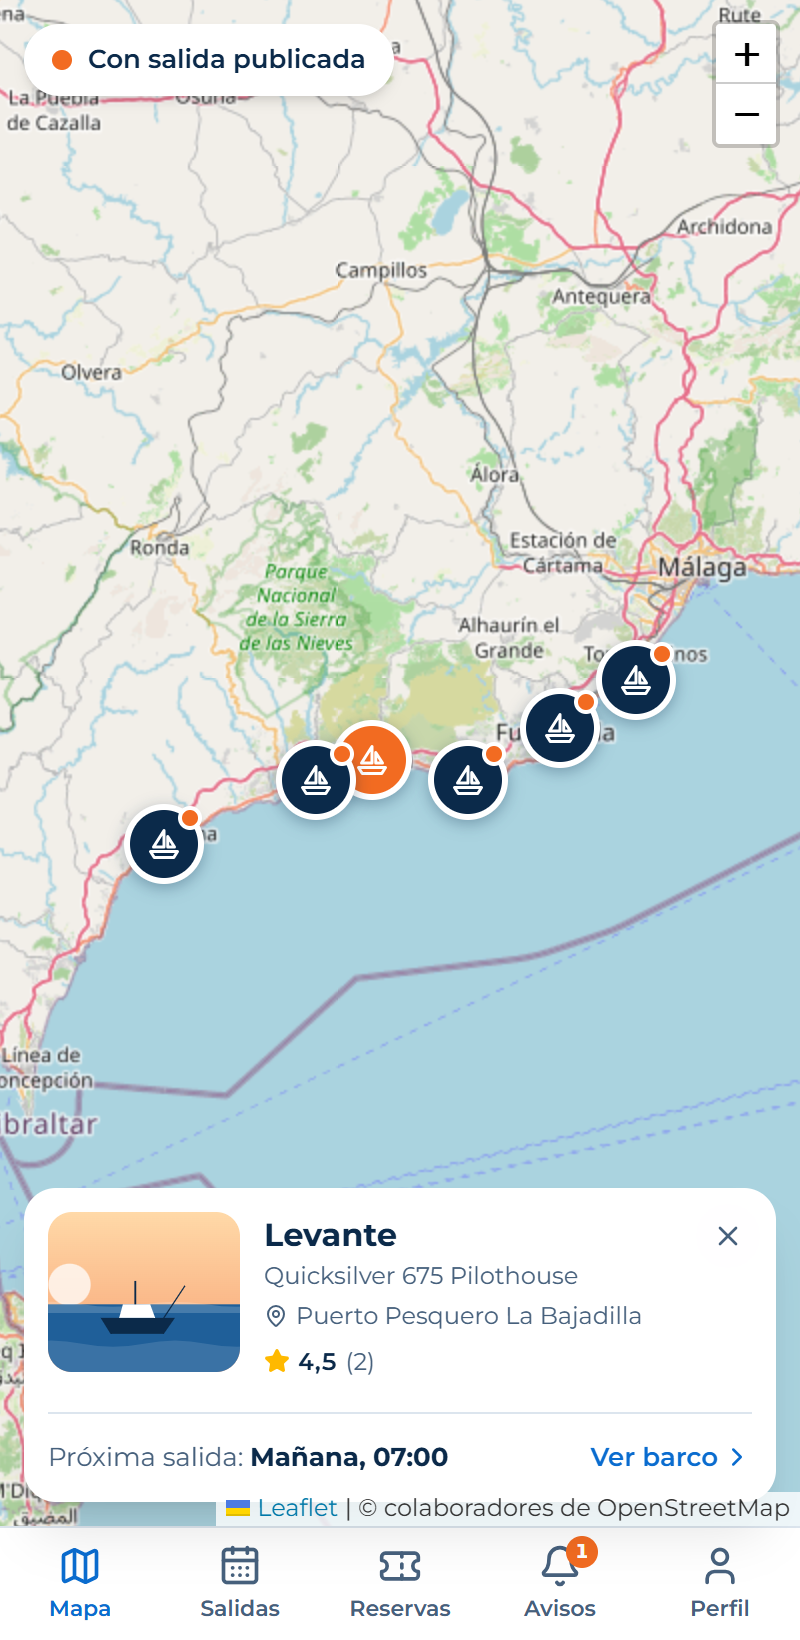 Rute
Con salida publicada
+
La Puebla
de Cazalla
Osuna
−
Archidona
Campillos
Antequera
Olvera
Álora
Ronda
Estación de
Cártama
Málaga
Parque
Nacional
de la Sierra
de las Nieves
Alhaurín el
Grande
Línea de
Levante
Quicksilver 675 Pilothouse
Puerto Pesquero La Bajadilla
4,5 (2)
Próxima salida: Mañana, 07:00
Ver barco
المضيق
Leaflet | © colaboradores de OpenStreetMap
1
Mapa
Salidas
Reservas
Avisos
Perfil